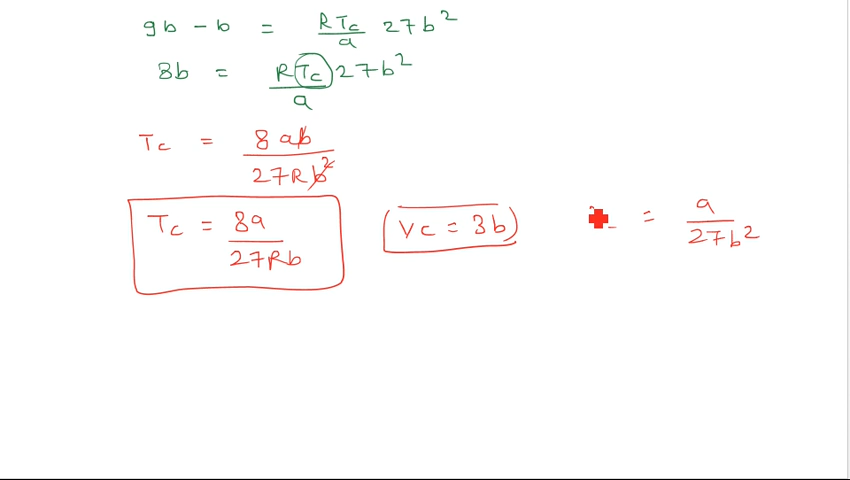 9b - b = RTc/a 27b²
8b = RTc/a 27b²
Tc = 8ab/27Rb²
Tc = 8a/27Rb
Vc = 3b
= a/27b²